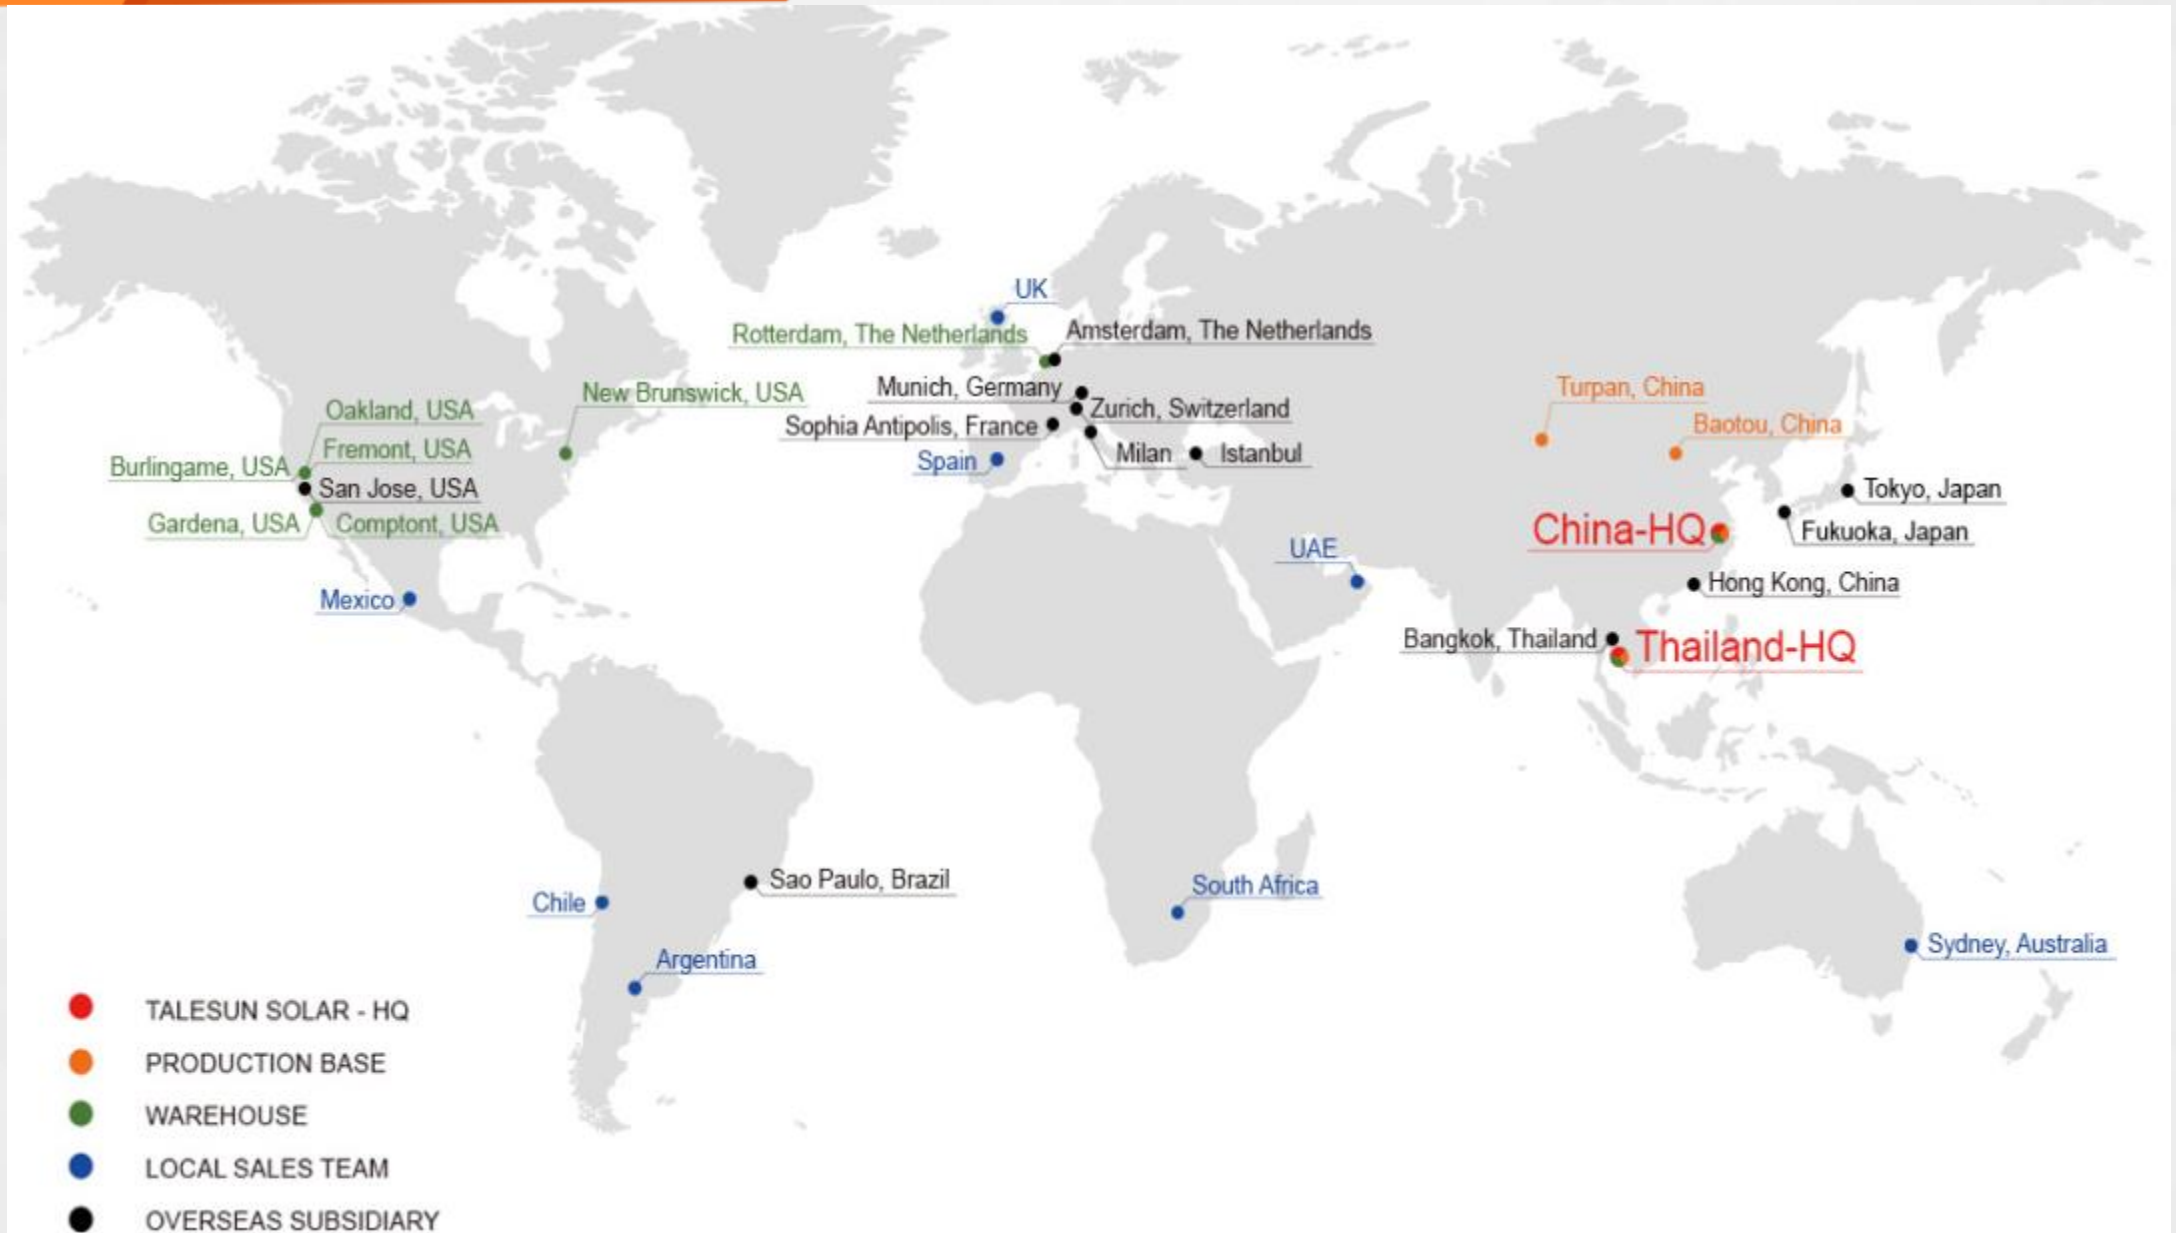 UK
Rotterdam, The Netherlands
Amsterdam, The Netherlands
Munich, Germany
Zurich, Switzerland
Sophia Antipolis, France
Milan
Istanbul
Spain
New Brunswick, USA
Oakland, USA
Fremont, USA
Burlingame, USA
San Jose, USA
Gardena, USA
Comptont, USA
Mexico
Turpan, China
Baotou, China
Tokyo, Japan
China-HQ
Fukuoka, Japan
UAE
Hong Kong, China
Bangkok, Thailand
Thailand-HQ
Sao Paulo, Brazil
Chile
Argentina
South Africa
Sydney, Australia
TALESUN SOLAR - HQ
PRODUCTION BASE
WAREHOUSE
LOCAL SALES TEAM
OVERSEAS SUBSIDIARY